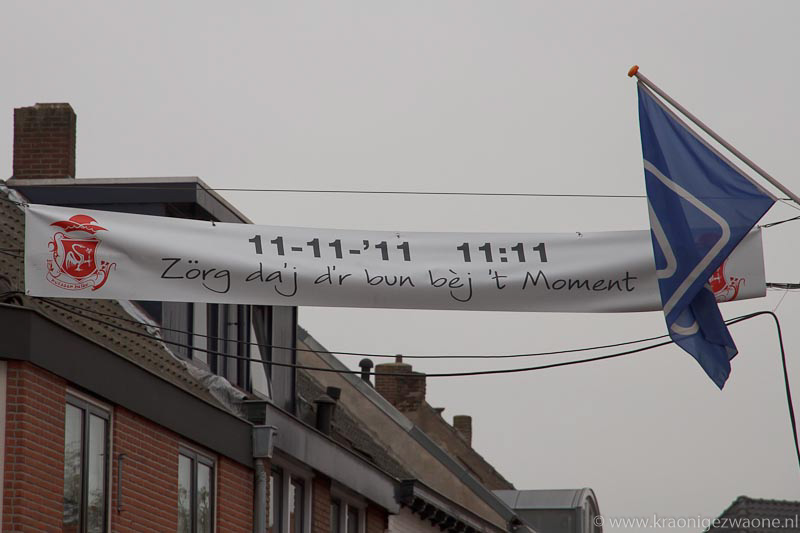 11-11-'11 11:11
Zörg da'j d'r bun bèj 't Moment
© www.kraonigezwaone.nl